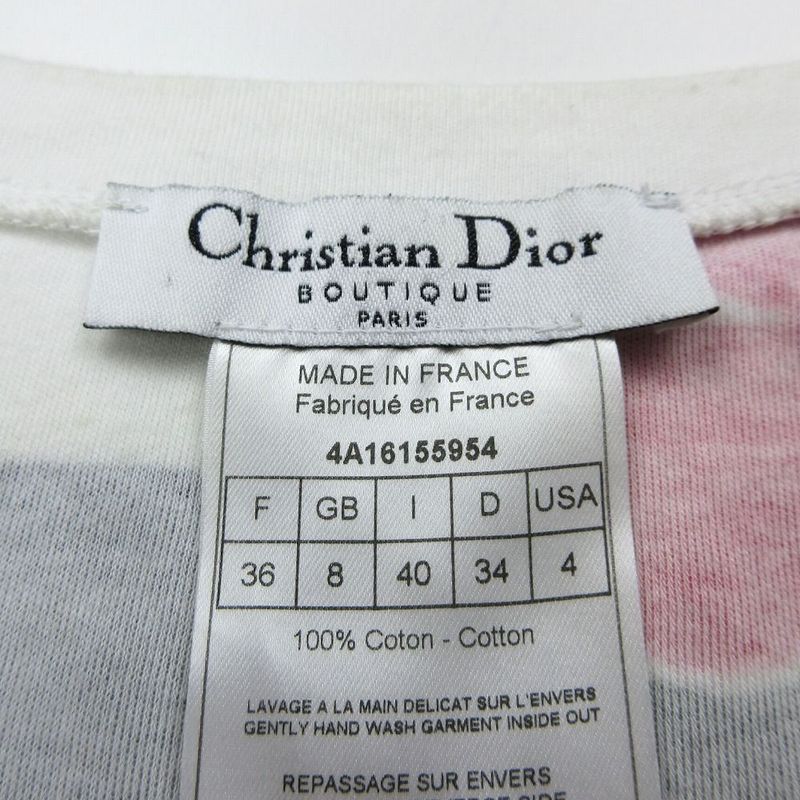 Christian Dior
BOUTIQUE
PARIS
MADE IN FRANCE
Fabriqué en France
4A16155954
F GB I D USA
36 8 40 34 4
100% Coton - Cotton
LAVAGE A LA MAIN DELICAT SUR L'ENVERS
GENTLY HAND WASH GARMENT INSIDE OUT
REPASSAGE SUR ENVERS
SIDE